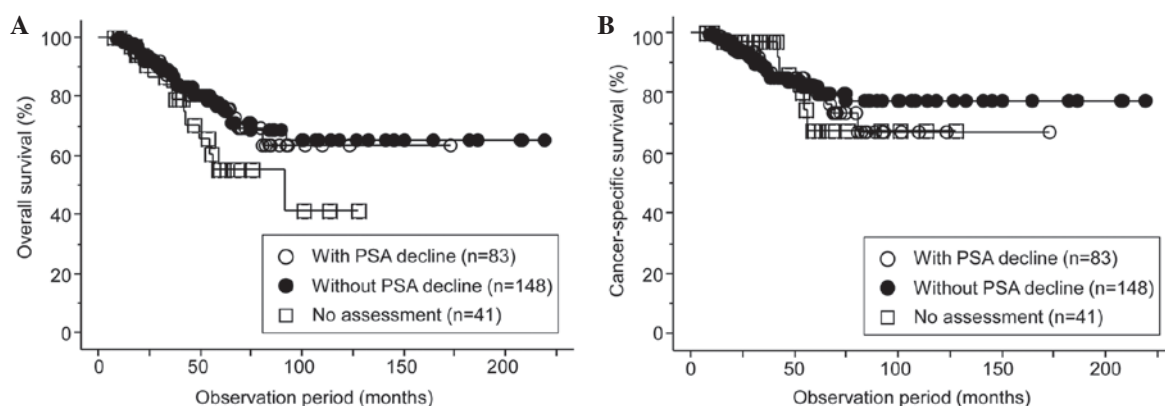 A
Overall survival (%)
100
80
60
40
20
0
With PSA decline (n=83)
Without PSA decline (n=148)
No assessment (n=41)
0 50 100 150 200
Observation period (months)
B
Cancer-specific survival (%)
100
80
60
40
20
0
With PSA decline (n=83)
Without PSA decline (n=148)
No assessment (n=41)
0 50 100 150 200
Observation period (months)